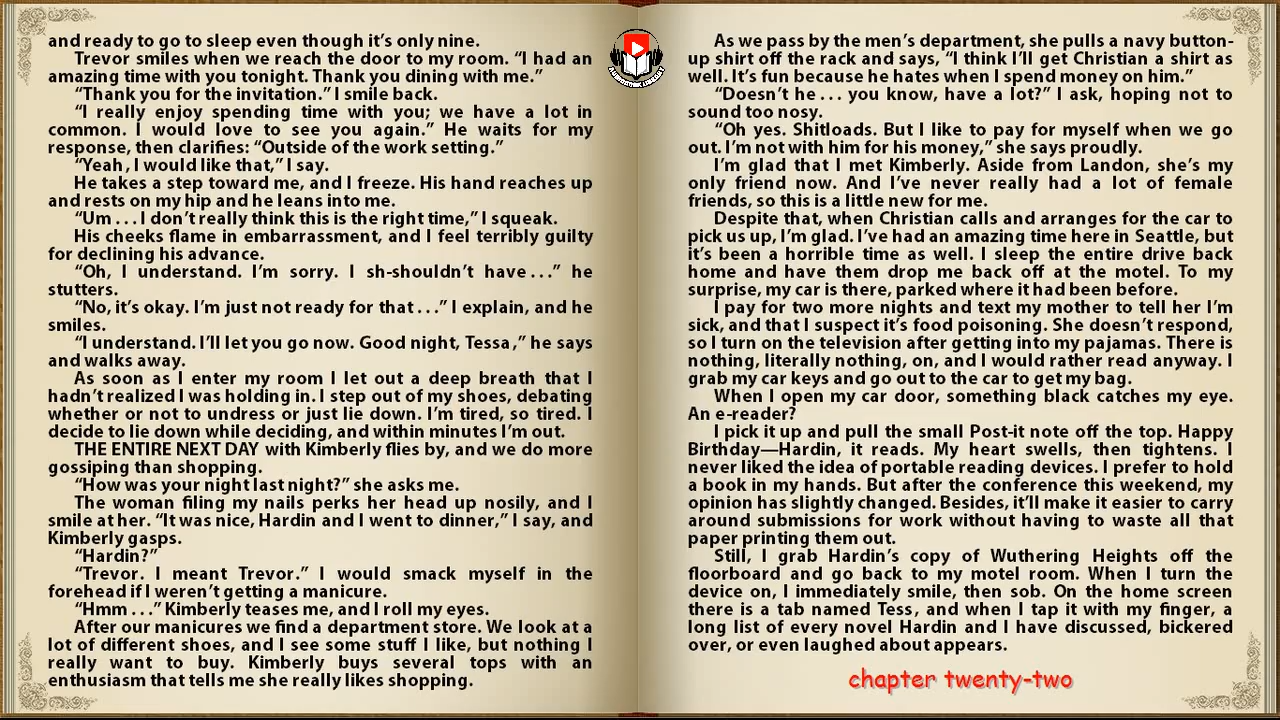 and ready to go to sleep even though it’s only nine.
Trevor smiles when we reach the door to my room. “I had an
amazing time with you tonight. Thank you dining with me.”
“Thank you for the invitation.” I smile back.
“I really enjoy spending time with you; we have a lot in
common. I would love to see you again.” He waits for my
response, then clarifies: “Outside of the work setting.”
“Yeah, I would like that,” I say.
He takes a step toward me, and I freeze. His hand reaches up
and rests on my hip and he leans into me.
“Um . . . I don’t really think this is the right time,” I squeak.
His cheeks flame in embarrassment, and I feel terribly guilty
for declining his advance.
“Oh, I understand. I’m sorry. I sh-shouldn’t have . . .” he
stutters.
“No, it’s okay. I’m just not ready for that . . .” I explain, and he
smiles.
“I understand. I’ll let you go now. Good night, Tessa,” he says
and walks away.
As soon as I enter my room I let out a deep breath that I
hadn’t realized I was holding in. I step out of my shoes, debating
whether or not to undress or just lie down. I’m tired, so tired. I
decide to lie down while deciding, and within minutes I’m out.
THE ENTIRE NEXT DAY with Kimberly flies by, and we do more
gossiping than shopping.
“How was your night last night?” she asks me.
The woman filing my nails perks her head up nosily, and I
smile at her. “It was nice, Hardin and I went to dinner,” I say, and
Kimberly gasps.
“Hardin?”
“Trevor. I meant Trevor.” I would smack myself in the
forehead if I weren’t getting a manicure.
“Hmm . . .” Kimberly teases me, and I roll my eyes.
After our manicures we find a department store. We look at a
lot of different shoes, and I see some stuff I like, but nothing I
really want to buy. Kimberly buys several tops with an
enthusiasm that tells me she really likes shopping.
As we pass by the men’s department, she pulls a navy button-
up shirt off the rack and says, “I think I’ll get Christian a shirt as
well. It’s fun because he hates when I spend money on him.”
“Doesn’t he . . . you know, have a lot?” I ask, hoping not to
sound too nosy.
“Oh yes. Shitloads. But I like to pay for myself when we go
out. I’m not with him for his money,” she says proudly.
I’m glad that I met Kimberly. Aside from Landon, she’s my
only friend now. And I’ve never really had a lot of female
friends, so this is a little new for me.
Despite that, when Christian calls and arranges for the car to
pick us up, I’m glad. I’ve had an amazing time here in Seattle, but
it’s been a horrible time as well. I sleep the entire drive back
home and have them drop me back off at the motel. To my
surprise, my car is there, parked where it had been before.
I pay for two more nights and text my mother to tell her I’m
sick, and that I suspect it’s food poisoning. She doesn’t respond,
so I turn on the television after getting into my pajamas. There is
nothing, literally nothing, on, and I would rather read anyway. I
grab my car keys and go out to the car to get my bag.
When I open my car door, something black catches my eye.
An e-reader?
I pick it up and pull the small Post-it note off the top. Happy
Birthday—Hardin, it reads. My heart swells, then tightens. I
never liked the idea of portable reading devices. I prefer to hold
a book in my hands. But after the conference this weekend, my
opinion has slightly changed. Besides, it’ll make it easier to carry
around submissions for work without having to waste all that
paper printing them out.
Still, I grab Hardin’s copy of Wuthering Heights off the
floorboard and go back to my motel room. When I turn the
device on, I immediately smile, then sob. On the home screen
there is a tab named Tess, and when I tap it with my finger, a
long list of every novel Hardin and I have discussed, bickered
over, or even laughed about appears.
chapter twenty-two